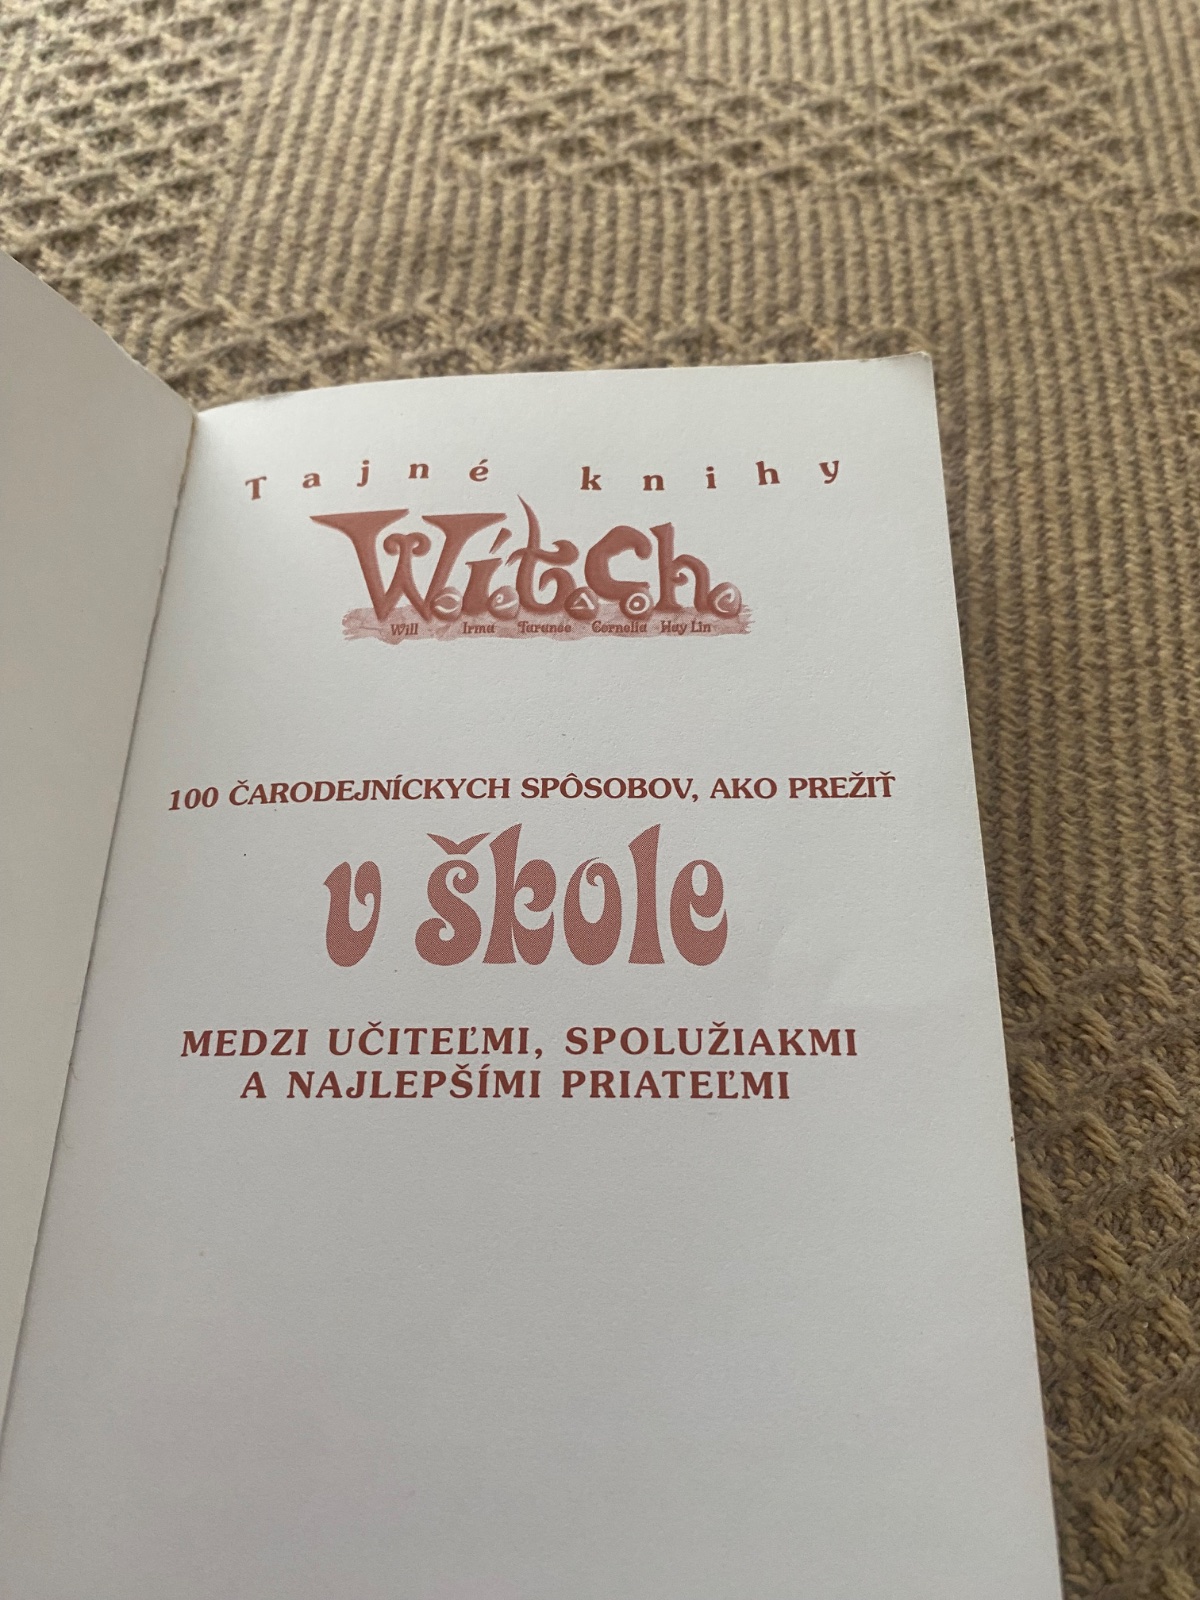 Tajné knihy
W.i.t.c.h.
Will Irma Taranee Cornelia Hay Lin
100 ČARODEJNÍCKYCH SPÔSOBOV, AKO PREŽIŤ
v škole
MEDZI UČITEĽMI, SPOLUŽIAKMI
A NAJLEPŠÍMI PRIATEĽMI